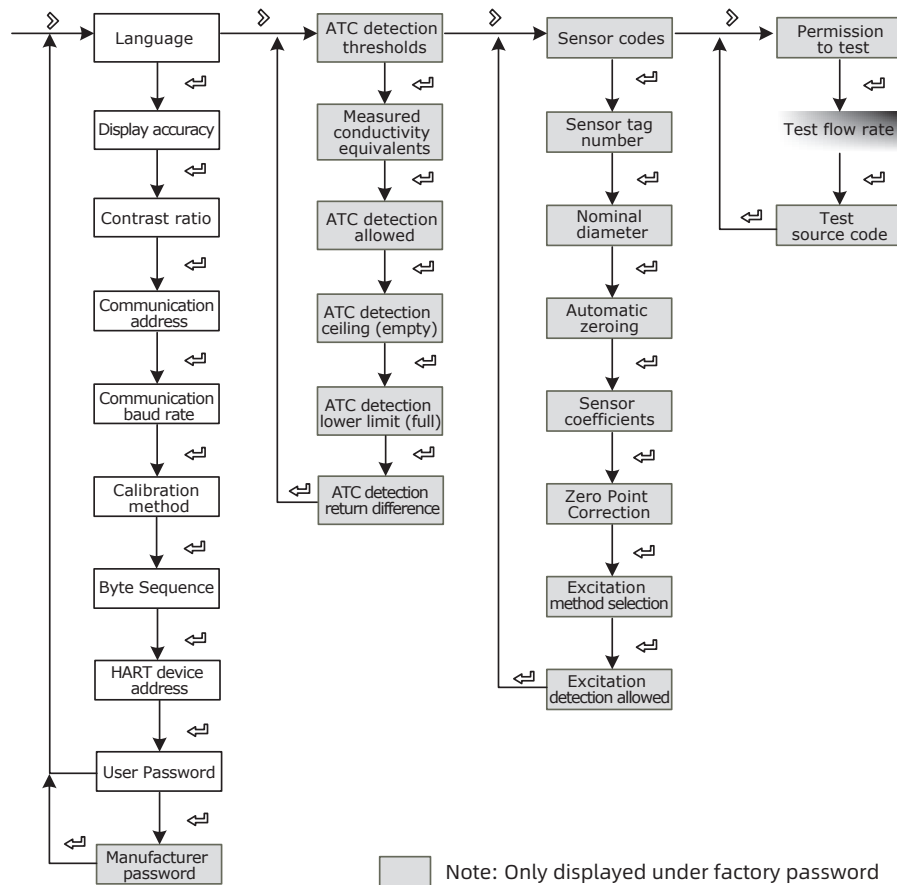 Language
Display accuracy
Contrast ratio
Communication
address
Communication
baud rate
Calibration
method
Byte Sequence
HART device
address
User Password
Manufacturer
password
ATC detection
thresholds
Measured
conductivity
equivalents
ATC detection
allowed
ATC detection
ceiling (empty)
ATC detection
lower limit (full)
ATC detection
return difference
Sensor codes
Sensor tag
number
Nominal
diameter
Automatic
zeroing
Sensor
coefficients
Zero Point
Correction
Excitation
method selection
Excitation
detection allowed
Permission
to test
Test flow rate
Test
source code
Note: Only displayed under factory password